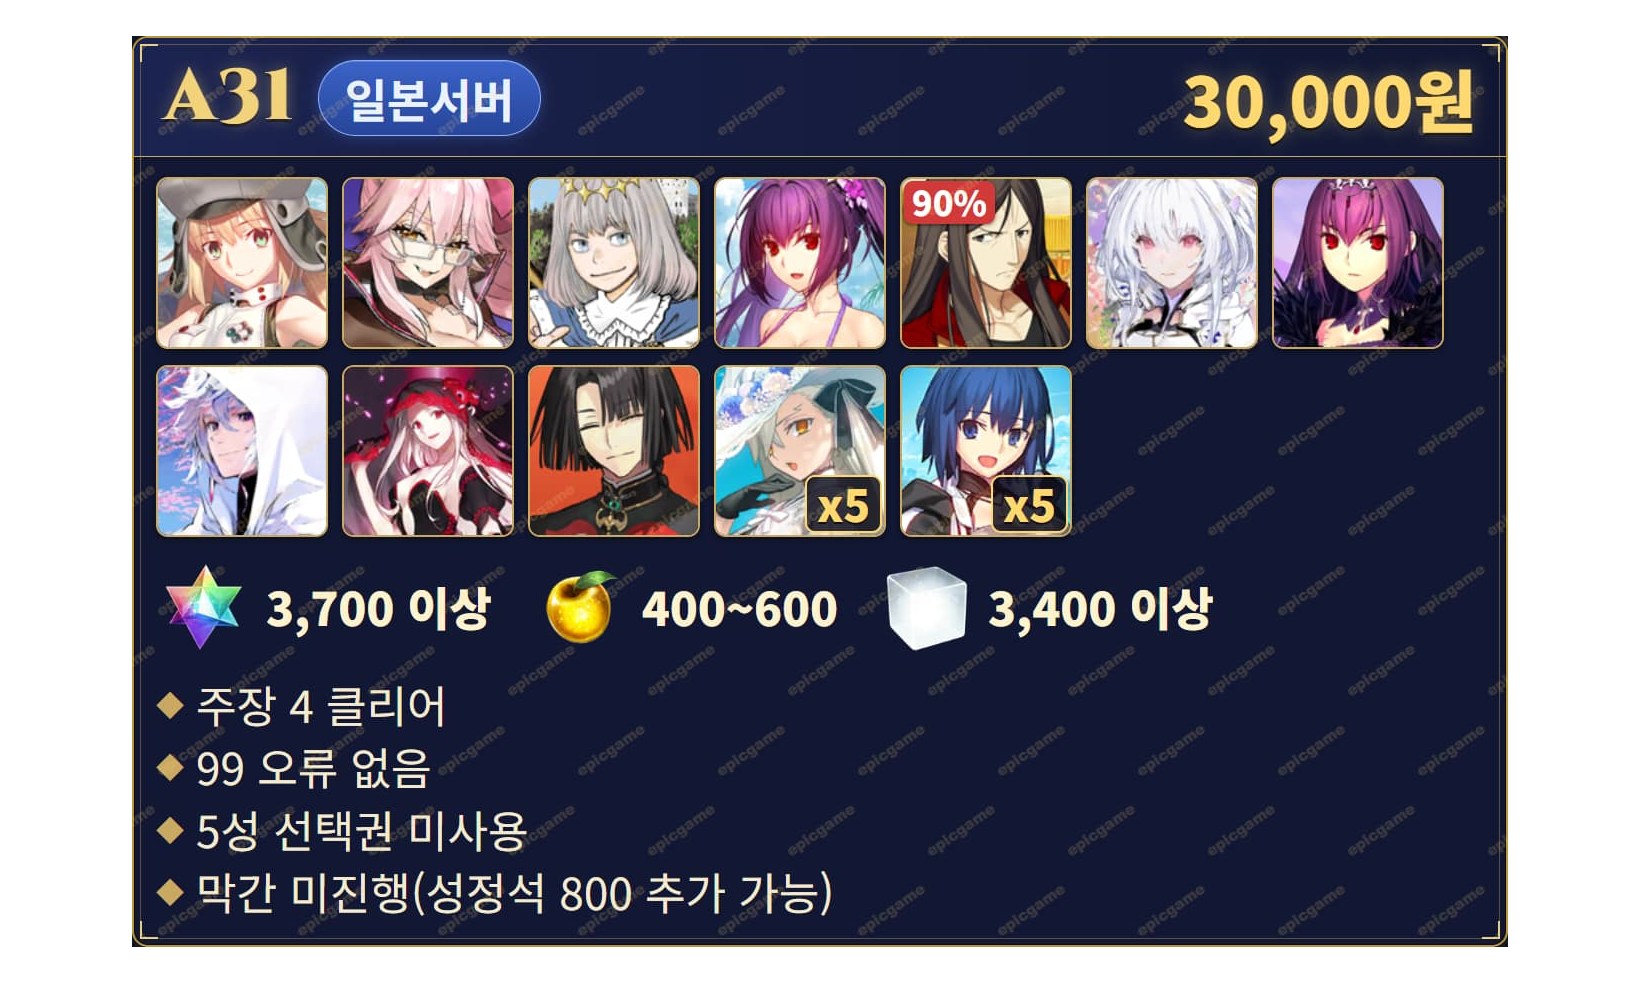 A31 일본서버 30,000원
90%
x5 x5
3,700 이상 400~600 3,400 이상
◆ 주장 4 클리어
◆ 99 오류 없음
◆ 5성 선택권 미사용
◆ 막간 미진행(성정석 800 추가 가능)
epicgame